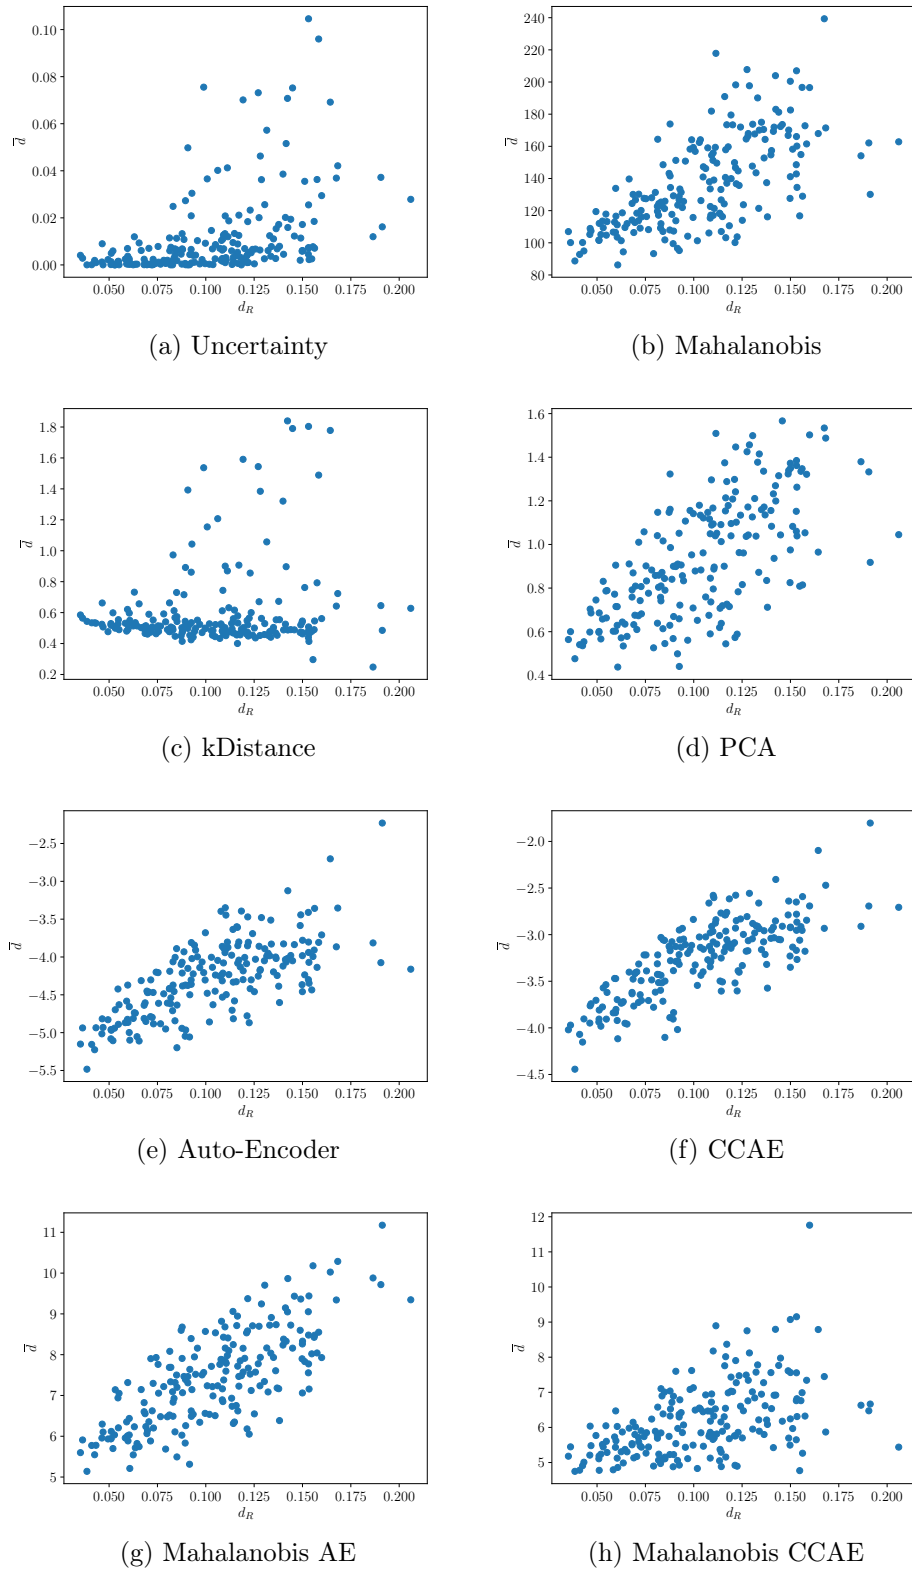 0.10
0.08
0.06
0.04
0.02
0.00
d
0.050 0.075 0.100 0.125 0.150 0.175 0.200
d_R
(a) Uncertainty
240
220
200
180
160
140
120
100
80
d
0.050 0.075 0.100 0.125 0.150 0.175 0.200
d_R
(b) Mahalanobis
1.8
1.6
1.4
1.2
1.0
0.8
0.6
0.4
0.2
d
0.050 0.075 0.100 0.125 0.150 0.175 0.200
d_R
(c) kDistance
1.6
1.4
1.2
1.0
0.8
0.6
0.4
d
0.050 0.075 0.100 0.125 0.150 0.175 0.200
d_R
(d) PCA
−2.5
−3.0
−3.5
−4.0
−4.5
−5.0
−5.5
d
0.050 0.075 0.100 0.125 0.150 0.175 0.200
d_R
(e) Auto-Encoder
−2.0
−2.5
−3.0
−3.5
−4.0
−4.5
d
0.050 0.075 0.100 0.125 0.150 0.175 0.200
d_R
(f) CCAE
11
10
9
8
7
6
5
d
0.050 0.075 0.100 0.125 0.150 0.175 0.200
d_R
(g) Mahalanobis AE
12
11
10
9
8
7
6
5
d
0.050 0.075 0.100 0.125 0.150 0.175 0.200
d_R
(h) Mahalanobis CCAE